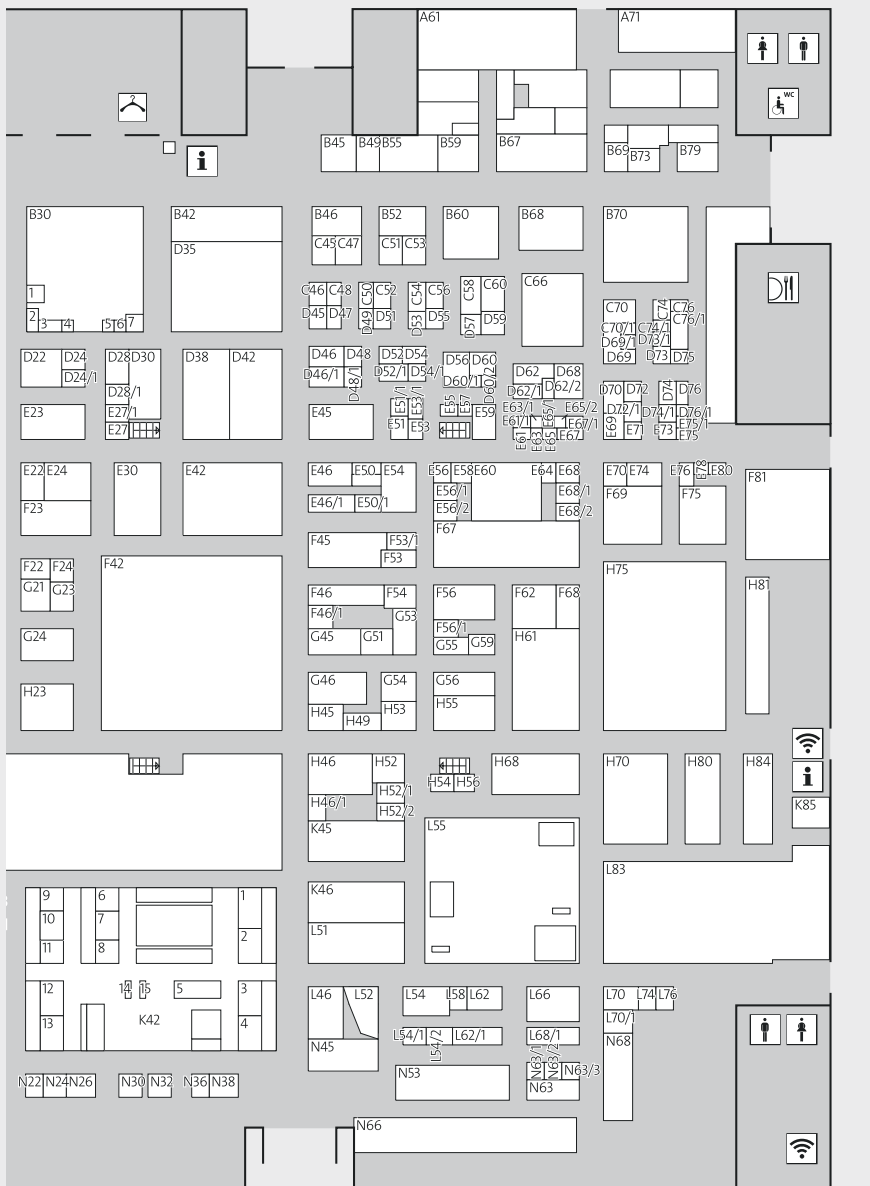 A61
A71
WC
B45
B49
B55
B59
B67
B69
B73
B79
B30
B42
B46
B52
B60
B68
B70
D35
C45
C47
C51
C53
C66
1
2
3
4
5
6
7
C46
C48
C50
C52
C54
C56
C58
C60
C70
C74
C76
D45
D47
D49
D51
D53
D55
D57
D59
C70/1
C74/1
C76/1
D69/1
D73/1
D69
D73
D75
D22
D24
D24/1
D28
D30
D28/1
D38
D42
D46
D48
D46/1
D48/1
D52
D54
D52/1
D54/1
D56
D60
D60/1
D60/2
D62
D68
D62/1
D62/2
D70
D72
D72/1
D74
D76
D74/1
D76/1
E23
E27/1
E27
E45
E51/1
E53/1
E51
E53
E55
E57
E59
E63/1
E65/1
E65/2
E61/1
E67/1
E61
E63
E65
E67
E69
E71
E73
E75/1
E75
E22
E24
E30
E42
E46
E50
E54
E46/1
E50/1
E56
E58
E60
E64
E68
E56/1
E56/2
E68/1
E68/2
E70
E74
E76
E78
E80
F81
F23
F67
F69
F75
F45
F53/1
F53
F22
F24
F42
G21
G23
F46
F54
F46/1
G53
G45
G51
F56
F56/1
G55
G59
F62
F68
H61
H75
H81
G24
H23
G46
G54
G56
H45
H49
H53
H55
H46
H52
H46/1
H52/1
H52/2
H54
H56
H68
H70
H80
H84
K85
K45
L55
L83
K46
L51
9
6
1
10
7
2
11
8
12
14
15
5
3
13
K42
4
L46
L52
L54
L58
L62
L66
L70
L74
L76
L54/1
L54/2
L62/1
L68/1
L70/1
N45
N68
N53
N63/1
N63/2
N63/3
N63
N22
N24
N26
N30
N32
N36
N38
N66